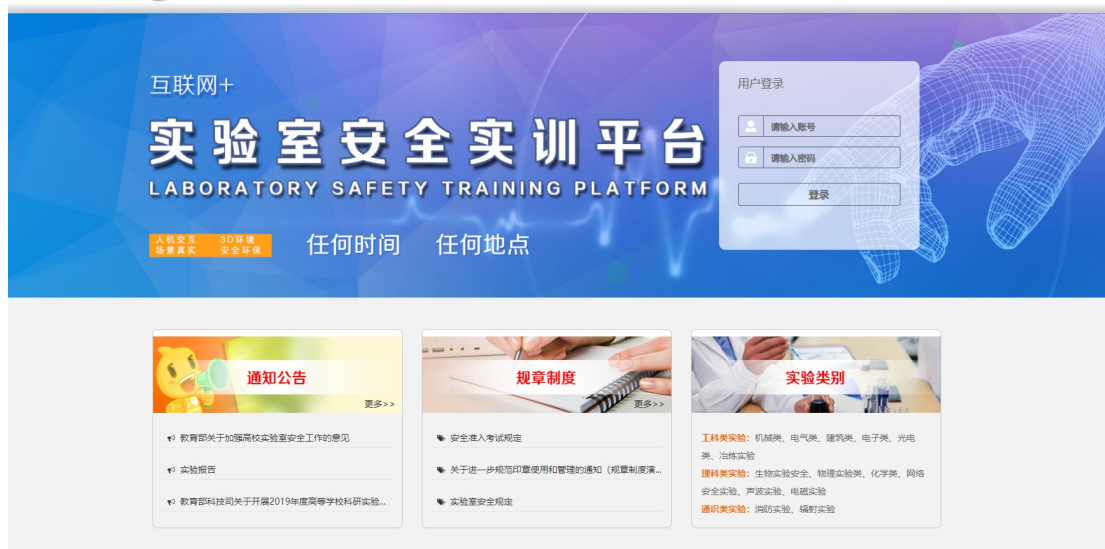 互联网+
实验室安全实训平台
LABORATORY SAFETY TRAINING PLATFORM
人机交互 3D环境
场景真实 安全环保
任何时间 任何地点
用户登录
请输入账号
请输入密码
登录
通知公告
更多>>
教育部关于加强高校实验室安全工作的意见
实验报告
教育部科技司关于开展2019年度高等学校科研实验...
规章制度
更多>>
安全准入考试规定
关于进一步规范印章使用和管理的通知（规章制度演...
实验室安全规定
实验类别
工科类实验：机械类、电气类、建筑类、电子类、光电
类、冶炼实验
理科类实验：生物实验安全、物理实验类、化学类、网络
安全实验、声波实验、电磁实验
通识类实验：消防实验、辐射实验